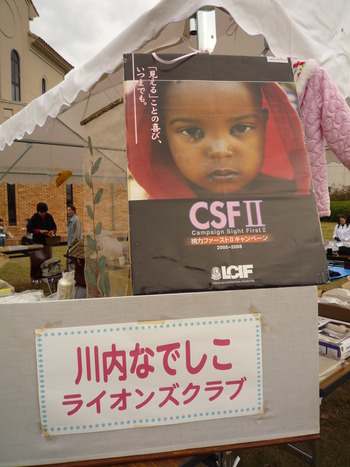 「見える」ことの喜び、
いつまでも。
CSFⅡ
Campaign Sight First Ⅱ
視力ファーストⅡキャンペーン
2005-2008
LCIF
川内なでしこ
ライオンズクラブ